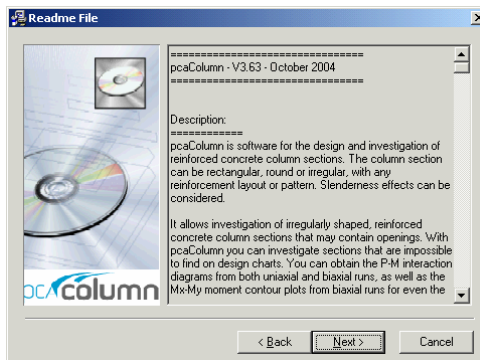 Readme File
===============================
pcaColumn - V3.63 - October 2004
===============================
Description:
============
pcaColumn is software for the design and investigation of
reinforced concrete column sections. The column section
can be rectangular, round or irregular, with any
reinforcement layout or pattern. Slenderness effects can be
considered.
It allows investigation of irregularly shaped, reinforced
concrete column sections that may contain openings. With
pcaColumn you can investigate sections that are impossible
to find on design charts. You can obtain the P-M interaction
diagrams from both uniaxial and biaxial runs, as well as the
Mx-My moment contour plots from biaxial runs for even the
pca column
< Back Next > Cancel